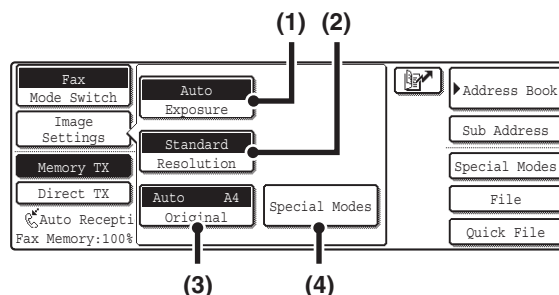 (1)
(2)
Fax
Mode Switch
Image
Settings
Memory TX
Direct TX
Auto Recepti
Fax Memory:100%
Auto
Exposure
Standard
Resolution
Auto A4
Original
Special Modes
Address Book
Sub Address
Special Modes
File
Quick File
(3)
(4)